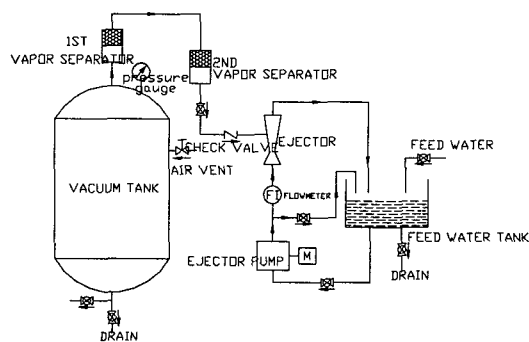 1ST
VAPOR SEPARATOR
pressure
gauge
2ND
VAPOR SEPARATOR
CHECK VALVE
EJECTOR
AIR VENT
FEED WATER
VACUUM TANK
FI
FLOWMETER
FEED WATER TANK
EJECTOR PUMP
M
DRAIN
DRAIN